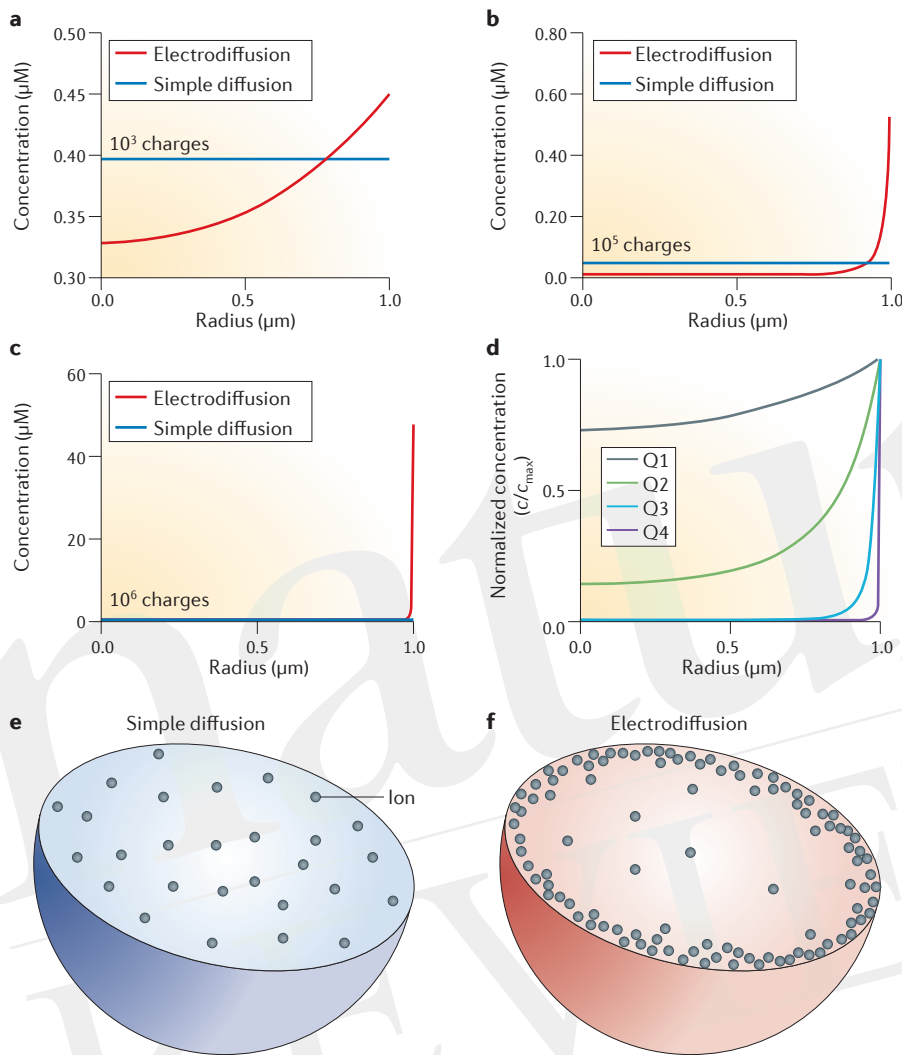 a
0.50
0.45
0.40
0.35
0.30
Concentration (µM)
Electrodiffusion
Simple diffusion
10³ charges
0.0
0.5
1.0
Radius (µm)
b
0.80
0.60
0.40
0.20
0.0
Concentration (µM)
Electrodiffusion
Simple diffusion
10⁵ charges
0.0
0.5
1.0
Radius (µm)
c
60
40
20
0
Concentration (µM)
Electrodiffusion
Simple diffusion
10⁶ charges
0.0
0.5
1.0
Radius (µm)
d
1.0
0.5
0.0
Normalized concentration
(c/cmax)
Q1
Q2
Q3
Q4
0.0
0.5
1.0
Radius (µm)
e
Simple diffusion
Ion
f
Electrodiffusion